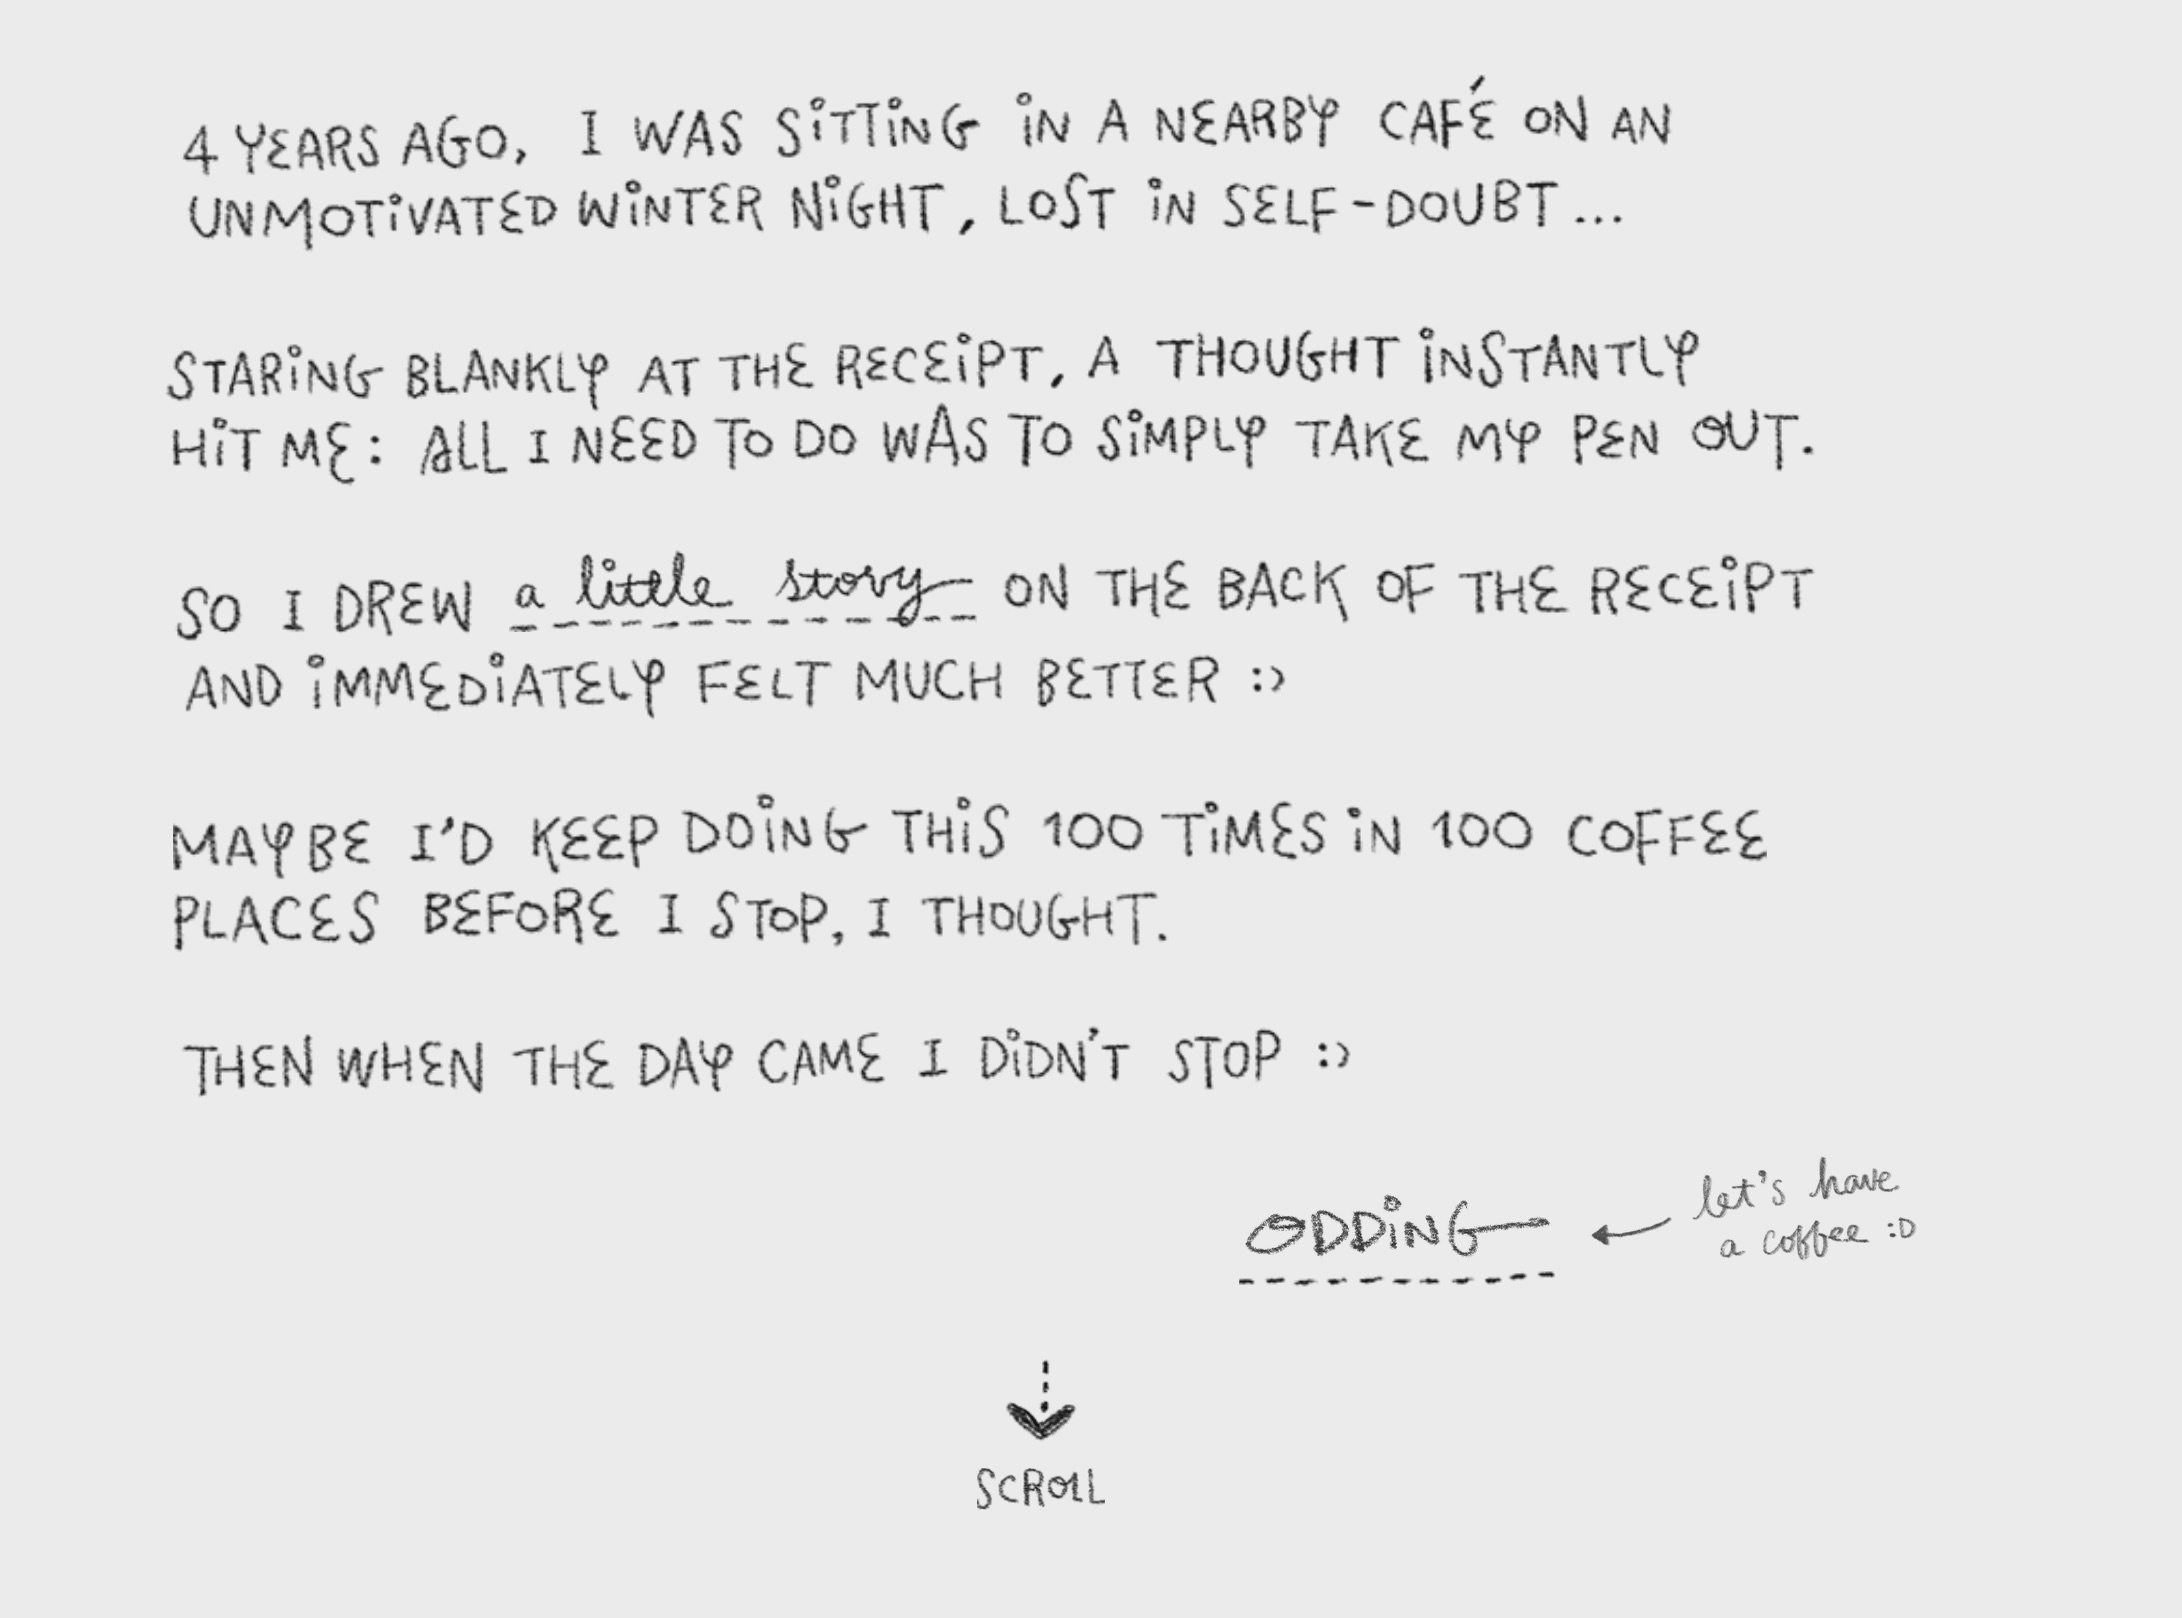 4 YEARS AGO, I WAS SITTING IN A NEARBY CAFÉ ON AN
UNMOTIVATED WINTER NIGHT, LOST IN SELF-DOUBT...
STARING BLANKLY AT THE RECEIPT, A THOUGHT INSTANTLY
HIT ME: ALL I NEED TO DO WAS TO SIMPLY TAKE MY PEN OUT.
SO I DREW a little story ON THE BACK OF THE RECEIPT
AND IMMEDIATELY FELT MUCH BETTER :)
MAYBE I'D KEEP DOING THIS 100 TIMES IN 100 COFFEE
PLACES BEFORE I STOP, I THOUGHT.
THEN WHEN THE DAY CAME I DIDN'T STOP :)
ODDING
let's have
a coffee :D
SCROLL